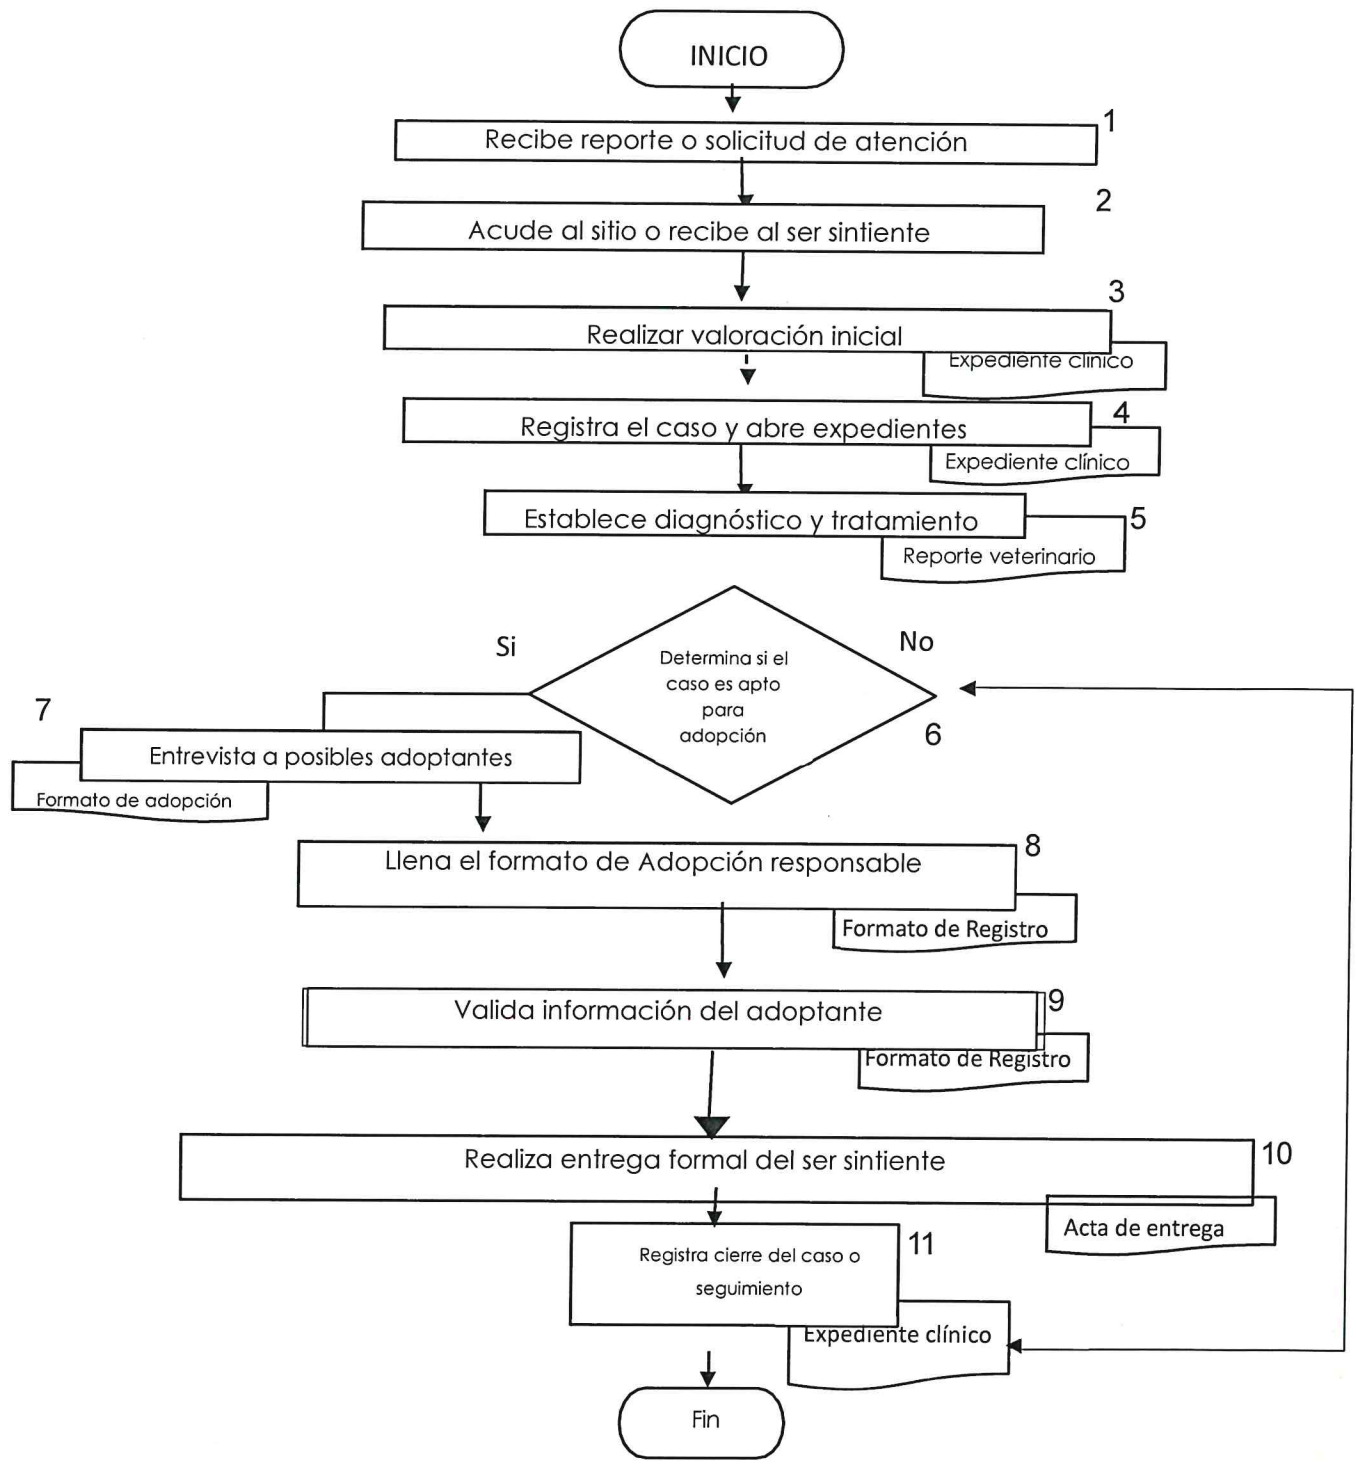 INICIO
1
Recibe reporte o solicitud de atención
2
Acude al sitio o recibe al ser sintiente
3
Realizar valoración inicial
Expediente clínico
4
Registra el caso y abre expedientes
Expediente clínico
5
Establece diagnóstico y tratamiento
Reporte veterinario
Si
No
Determina si el
caso es apto
para
adopción
6
7
Entrevista a posibles adoptantes
Formato de adopción
8
Llena el formato de Adopción responsable
Formato de Registro
9
Valida información del adoptante
Formato de Registro
10
Realiza entrega formal del ser sintiente
Acta de entrega
11
Registra cierre del caso o
seguimiento
Expediente clínico
Fin